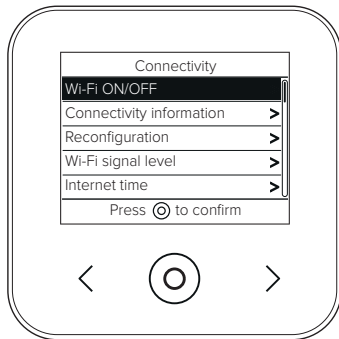 Connectivity
Wi-Fi ON/OFF
Connectivity information >
Reconfiguration >
Wi-Fi signal level >
Internet time >
Press ◎ to confirm